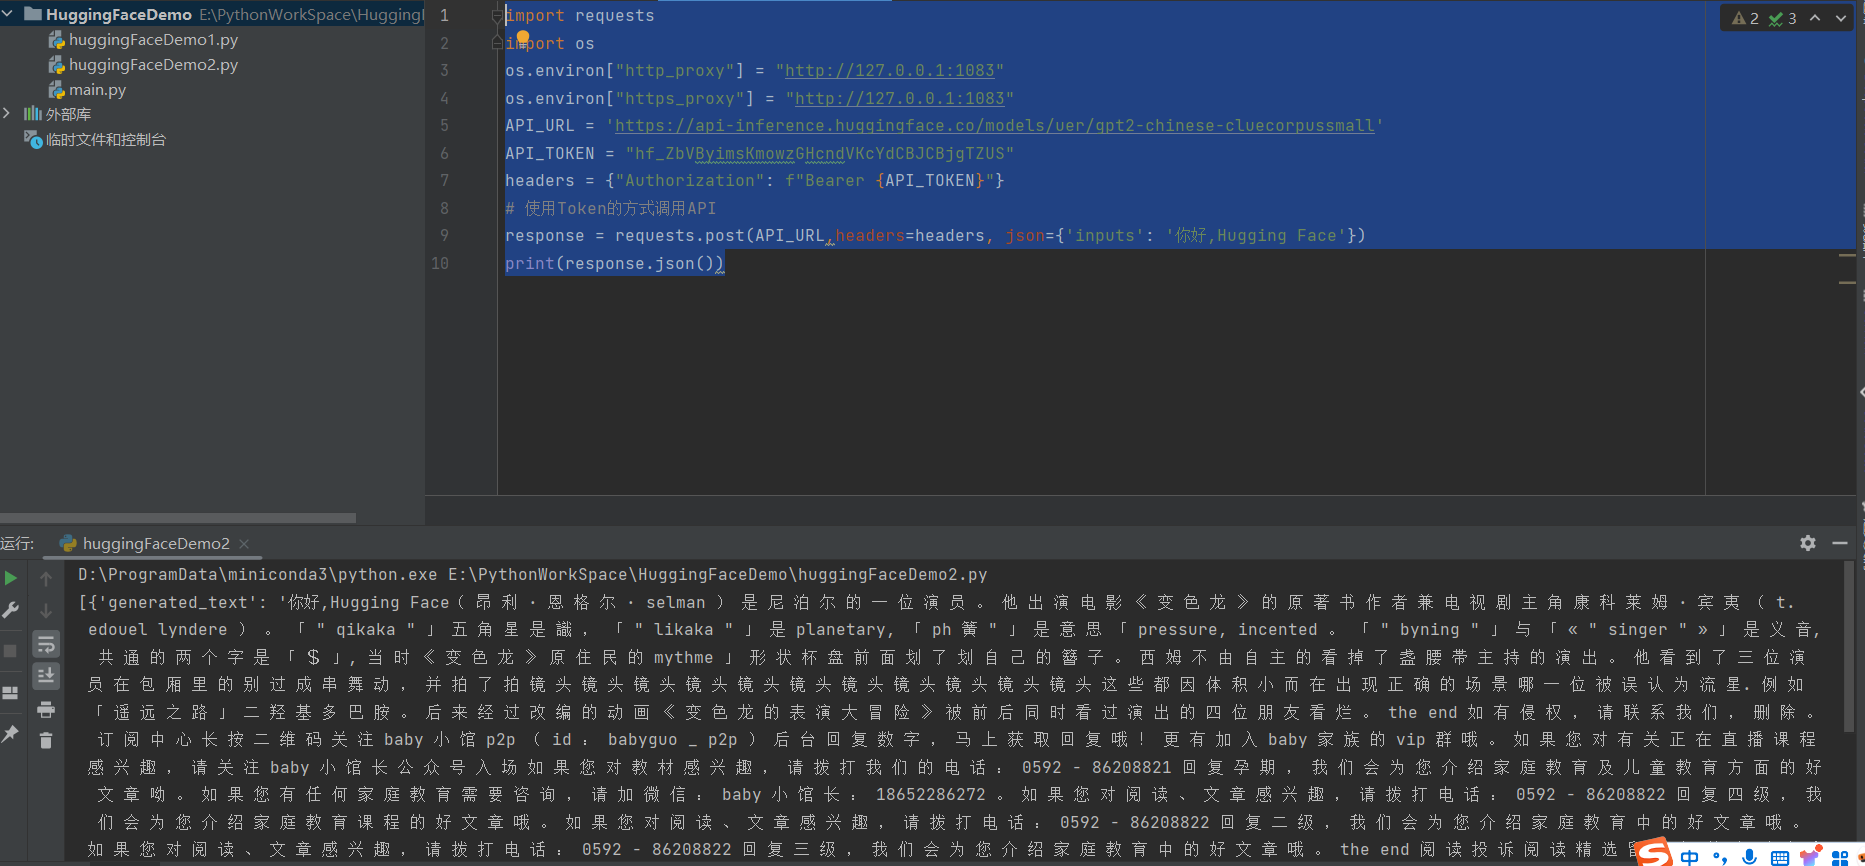 HuggingFaceDemo E:\PythonWorkSpace\Hugging
huggingFaceDemo1.py
huggingFaceDemo2.py
main.py
外部库
临时文件和控制台
2 3
1 import requests
2 import os
3 os.environ["http_proxy"] = "http://127.0.0.1:1083"
4 os.environ["https_proxy"] = "http://127.0.0.1:1083"
5 API_URL = 'https://api-inference.huggingface.co/models/uer/gpt2-chinese-cluecorpussmall'
6 API_TOKEN = "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"
7 headers = {"Authorization": f"Bearer {API_TOKEN}"}
8 # 使用Token的方式调用API
9 response = requests.post(API_URL,headers=headers, json={'inputs': '你好,Hugging Face'})
10 print(response.json())
运行: huggingFaceDemo2
D:\ProgramData\miniconda3\python.exe E:\PythonWorkSpace\HuggingFaceDemo\huggingFaceDemo2.py
[{'generated_text': '你好,Hugging Face（ 昂 利 · 恩 格 尔 · selman ） 是 尼 泊 尔 的 一 位 演 员 。 他 出 演 电 影 《 变 色 龙 》 的 原 著 书 作 者 兼 电 视 剧 主 角 康 科 莱 姆 · 宾 夷 （ t.
edouel lyndere ） 。 「 " qikaka " 」 五 角 星 是 識 , 「 " likaka " 」 是 planetary, 「 ph 簧 " 」 是 意 思 「 pressure, incented 。 「 " byning " 」 与 「 « " singer " » 」 是 义 音 ,
共 通 的 两 个 字 是 「 $ 」, 当 时 《 变 色 龙 》 原 住 民 的 mythme 」 形 状 杯 盘 前 面 划 了 划 自 己 的 簪 子 。 西 姆 不 由 自 主 的 看 掉 了 盏 腰 带 主 持 的 演 出 。 他 看 到 了 三 位 演
员 在 包 厢 里 的 别 过 成 串 舞 动 , 并 拍 了 拍 镜 头 镜 头 镜 头 镜 头 镜 头 镜 头 镜 头 镜 头 镜 头 镜 头 镜 头 这 些 都 因 体 积 小 而 在 出 现 正 确 的 场 景 哪 一 位 被 误 认 为 流 星. 例 如
「 遥 远 之 路 」 二 羟 基 多 巴 胺 。 后 来 经 过 改 编 的 动 画 《 变 色 龙 的 表 演 大 冒 险 》 被 前 后 同 时 看 过 演 出 的 四 位 朋 友 看 烂 。 the end 如 有 侵 权 , 请 联 系 我 们 , 删 除 。
订 阅 中 心 长 按 二 维 码 关 注 baby 小 馆 p2p （ id : babyguo _ p2p ） 后 台 回 复 数 字 , 马 上 获 取 回 复 哦 ! 更 有 加 入 baby 家 族 的 vip 群 哦 。 如 果 您 对 有 关 正 在 直 播 课 程
感 兴 趣 , 请 关 注 baby 小 馆 长 公 众 号 入 场 如 果 您 对 教 材 感 兴 趣 , 请 拨 打 我 们 的 电 话 : 0592 - 86208821 回 复 孕 期 , 我 们 会 为 您 介 绍 家 庭 教 育 及 儿 童 教 育 方 面 的 好
文 章 呦 。 如 果 您 有 任 何 家 庭 教 育 需 要 咨 询 , 请 加 微 信 : baby 小 馆 长 : 18652286272 。 如 果 您 对 阅 读 、 文 章 感 兴 趣 , 请 拨 打 电 话 : 0592 - 86208822 回 复 四 级 , 我
们 会 为 您 介 绍 家 庭 教 育 课 程 的 好 文 章 哦 。 如 果 您 对 阅 读 、 文 章 感 兴 趣 , 请 拨 打 电 话 : 0592 - 86208822 回 复 二 级 , 我 们 会 为 您 介 绍 家 庭 教 育 中 的 好 文 章 哦 。
如 果 您 对 阅 读 、 文 章 感 兴 趣 , 请 拨 打 电 话 : 0592 - 86208822 回 复 三 级 , 我 们 会 为 您 介 绍 家 庭 教 育 中 的 好 文 章 哦 。 the end 阅 读 投 诉 阅 读 精 选
中